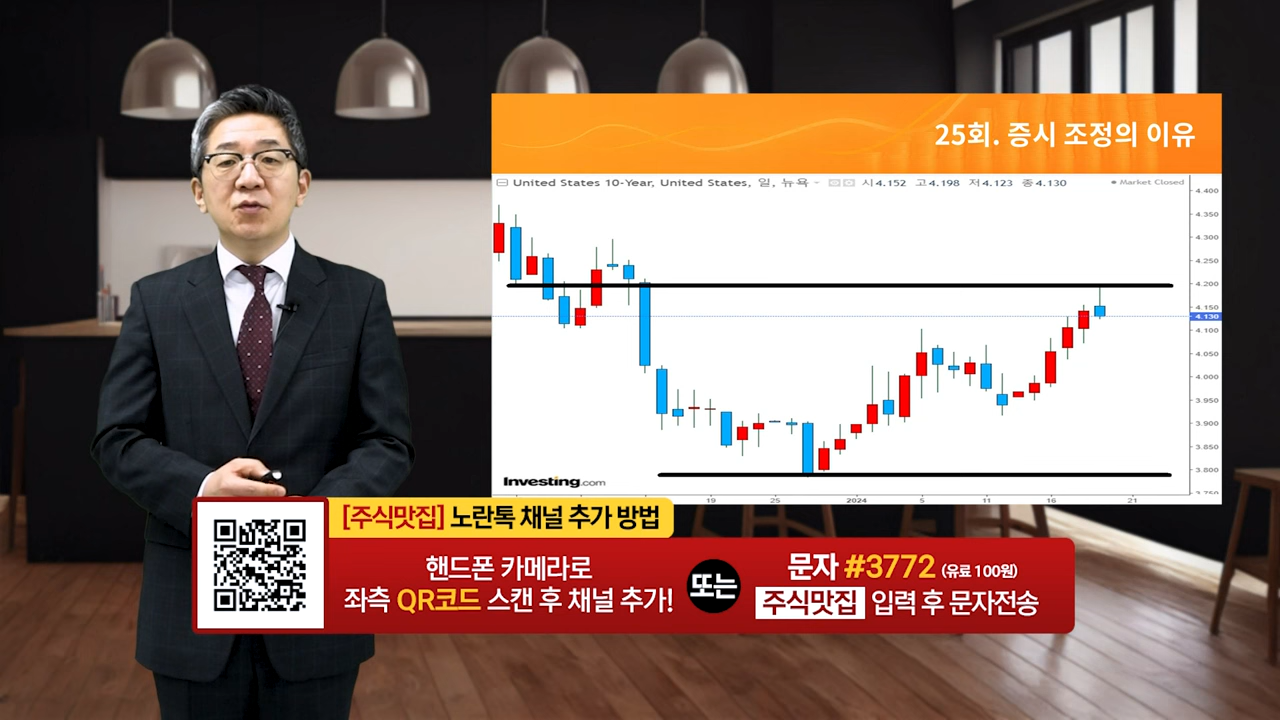 25회. 증시 조정의 이유
United States 10-Year, United States, 일, 뉴욕 시4.152 고4.198 저4.123 종4.130
Market Closed
4.400
4.350
4.300
4.250
4.200
4.150
4.130
4.100
4.050
4.000
3.950
3.900
3.850
3.800
3.750
Investing.com
19 25 2024 5 11 16 21
[주식맛집] 노란톡 채널 추가 방법
핸드폰 카메라로
좌측 QR코드 스캔 후 채널 추가!
또는
문자 #3772 (유료 100원)
주식맛집 입력 후 문자전송